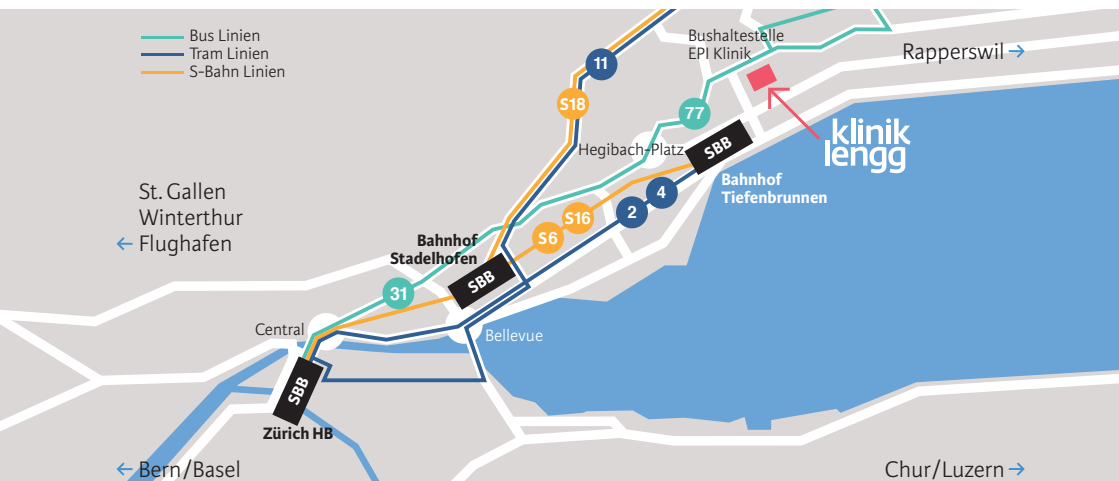 Bus Linien
Tram Linien
S-Bahn Linien
Bushaltestelle
EPI Klinik
Rapperswil
11
S18
77
klinik
lengg
Hegibach-Platz
SBB
Bahnhof
Tiefenbrunnen
St. Gallen
Winterthur
Flughafen
4
2
S16
S6
Bahnhof
Stadelhofen
SBB
31
Central
Bellevue
SBB
Zürich HB
Bern/Basel
Chur/Luzern